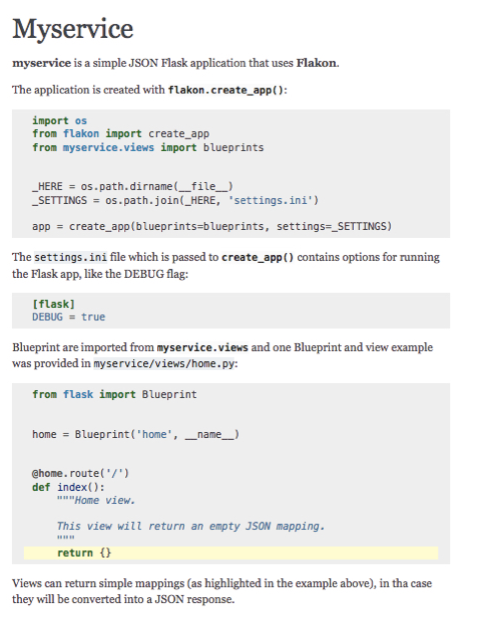 Myservice
myservice is a simple JSON Flask application that uses Flakon.
The application is created with flakon.create_app():
import os
from flakon import create_app
from myservice.views import blueprints
_HERE = os.path.dirname(__file__)
_SETTINGS = os.path.join(_HERE, 'settings.ini')
app = create_app(blueprints=blueprints, settings=_SETTINGS)
The settings.ini file which is passed to create_app() contains options for running
the Flask app, like the DEBUG flag:
[flask]
DEBUG = true
Blueprint are imported from myservice.views and one Blueprint and view example
was provided in myservice/views/home.py:
from flask import Blueprint
home = Blueprint('home', __name__)
@home.route('/')
def index():
"""Home view.
This view will return an empty JSON mapping.
"""
return {}
Views can return simple mappings (as highlighted in the example above), in tha case
they will be converted into a JSON response.